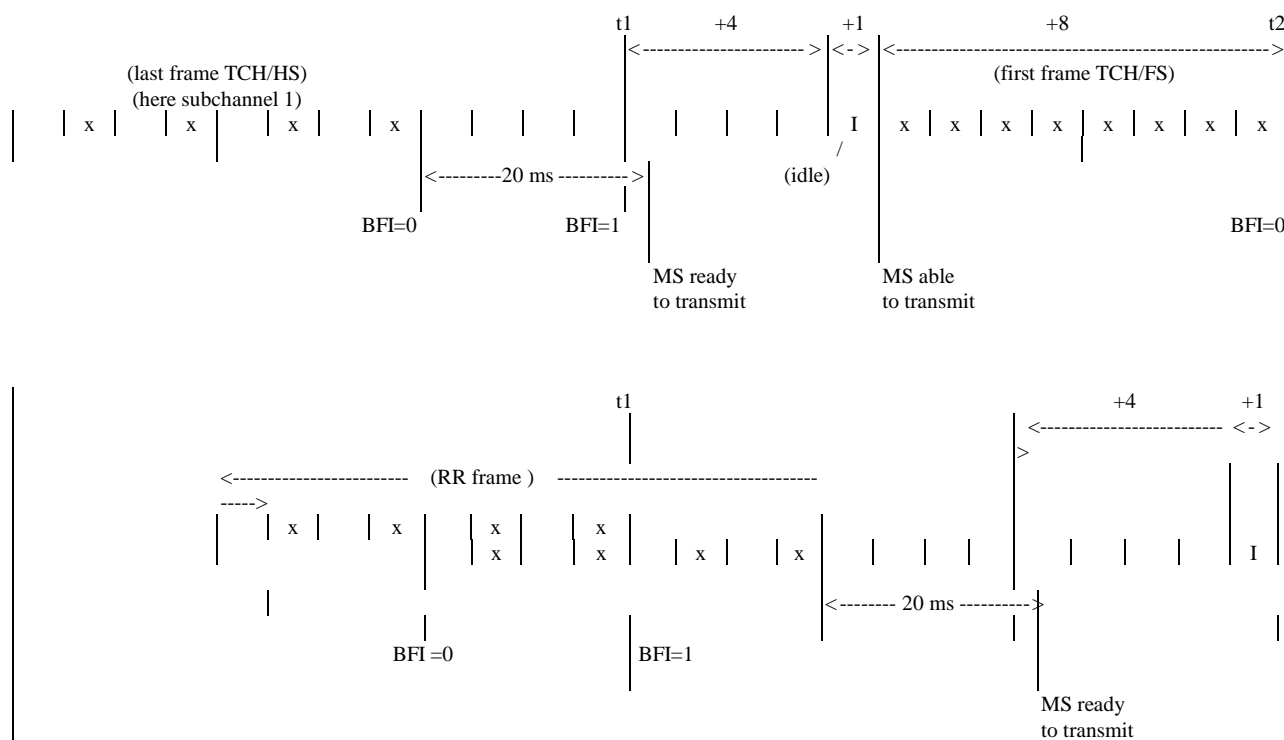 t1 +4 +1 +8 t2
<---------------------- > <- > <------------------------------------------------------ >
(last frame TCH/HS) (first frame TCH/FS)
(here subchannel 1)
x x x x I x x x x x x x x
/
<---------20 ms ---------- > (idle)
BFI=0 BFI=1 BFI=0
MS ready MS able
to transmit to transmit
t1 +4 +1
<---------------------- <->
>
<------------------------ (RR frame ) ---------------------------------
----->
x x x x
x x x x I
<-------- 20 ms ---------->
BFI =0 BFI=1
MS ready
to transmit